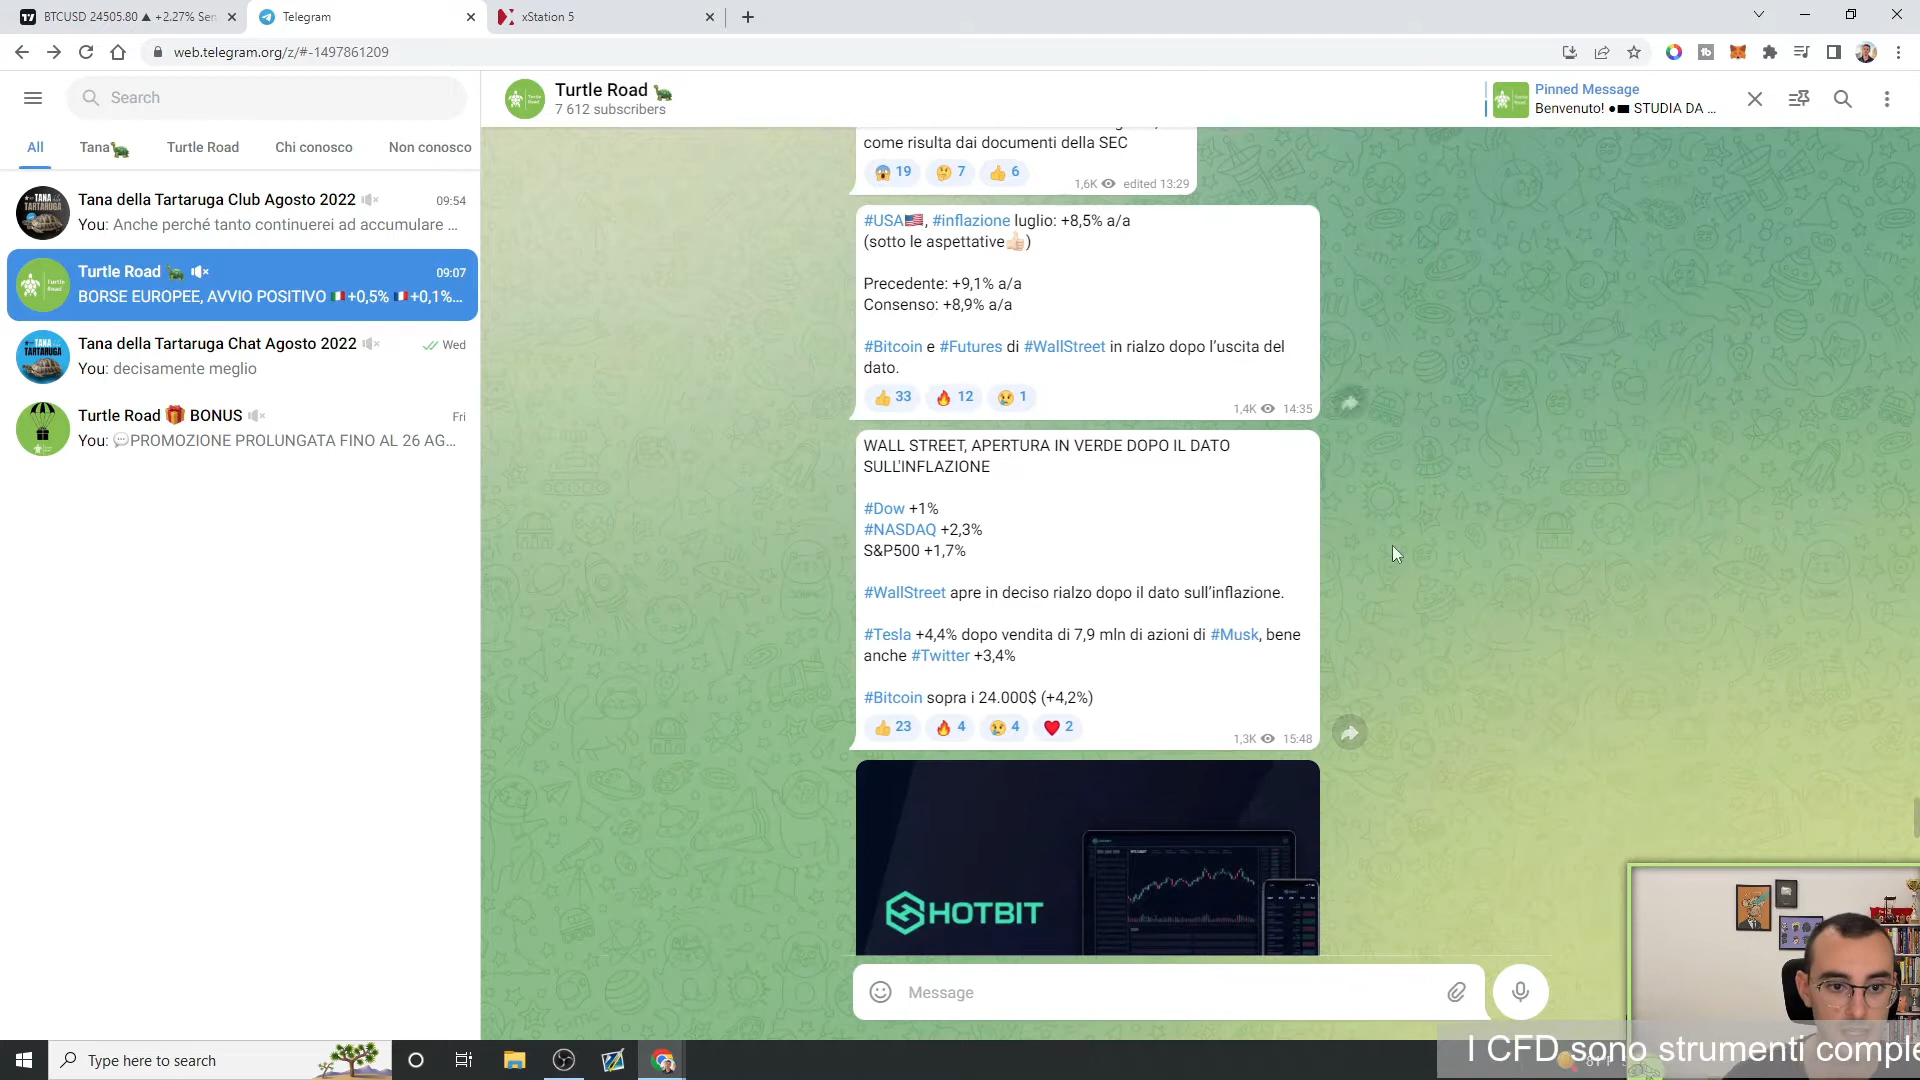 BTCUSD 24505.80 ▲ +2.27% Sen
Telegram
xStation 5
web.telegram.org/z/#-1497861209
Search
All
Tana🐢
Turtle Road
Chi conosco
Non conosco
Tana della Tartaruga Club Agosto 2022
09:54
You: Anche perché tanto continuerei ad accumulare ...
Turtle Road 🐢
09:07
BORSE EUROPEE, AVVIO POSITIVO 🇮🇹+0,5% 🇫🇷+0,1%...
Tana della Tartaruga Chat Agosto 2022
Wed
You: decisamente meglio
Turtle Road 🎁 BONUS
Fri
You: 💬PROMOZIONE PROLUNGATA FINO AL 26 AG...
Turtle Road 🐢
7 612 subscribers
Pinned Message
Benvenuto! ●■ STUDIA DA ...
come risulta dai documenti della SEC
😱 19 🤔 7 👍 6
1,6K edited 13:29
#USA🇺🇸, #inflazione luglio: +8,5% a/a
(sotto le aspettative👍🏻)
Precedente: +9,1% a/a
Consenso: +8,9% a/a
#Bitcoin e #Futures di #WallStreet in rialzo dopo l’uscita del
dato.
👍 33 🔥 12 😢 1
1,4K 14:35
WALL STREET, APERTURA IN VERDE DOPO IL DATO
SULL'INFLAZIONE
#Dow +1%
#NASDAQ +2,3%
S&P500 +1,7%
#WallStreet apre in deciso rialzo dopo il dato sull’inflazione.
#Tesla +4,4% dopo vendita di 7,9 mln di azioni di #Musk, bene
anche #Twitter +3,4%
#Bitcoin sopra i 24.000$ (+4,2%)
👍 23 🔥 4 😢 4 ❤️ 2
1,3K 15:48
HOTBIT
Message
Type here to search
I CFD sono strumenti comple